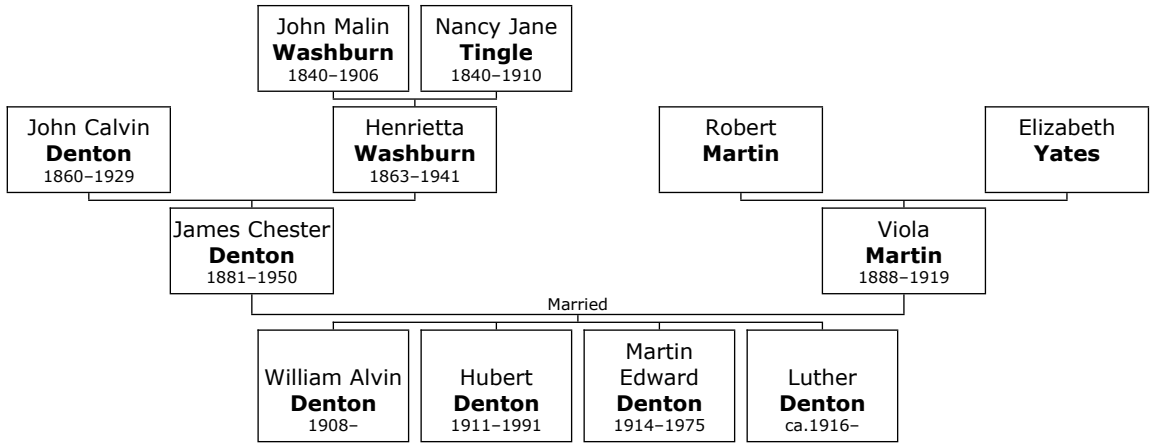 John Malin
Washburn
1840–1906
Nancy Jane
Tingle
1840–1910
John Calvin
Denton
1860–1929
Henrietta
Washburn
1863–1941
Robert
Martin
Elizabeth
Yates
James Chester
Denton
1881–1950
Viola
Martin
1888–1919
Married
William Alvin
Denton
1908–
Hubert
Denton
1911–1991
Martin
Edward
Denton
1914–1975
Luther
Denton
ca.1916–